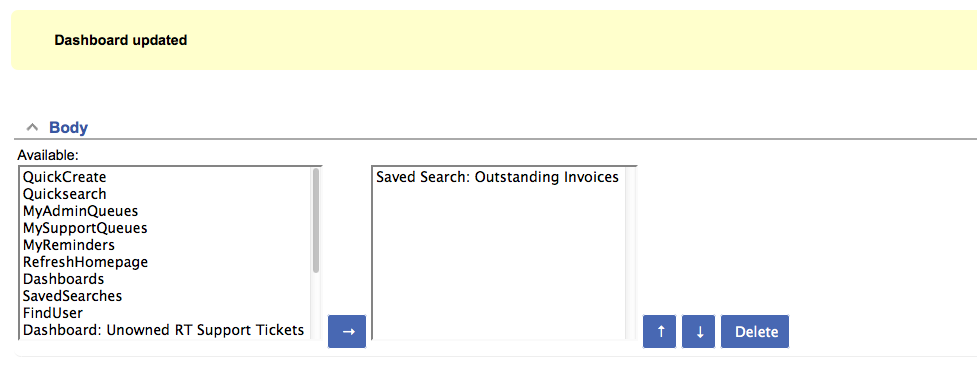 Dashboard updated
Body
Available:
QuickCreate
Quicksearch
MyAdminQueues
MySupportQueues
MyReminders
RefreshHomepage
Dashboards
SavedSearches
FindUser
Dashboard: Unowned RT Support Tickets
→
Saved Search: Outstanding Invoices
↑ ↓ Delete